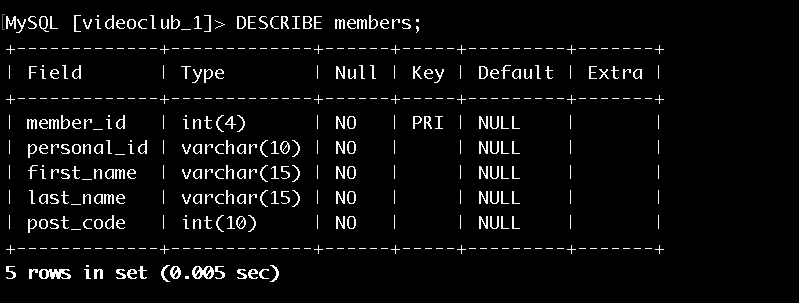 MySQL [videoclub_1]> DESCRIBE members;
+-------------+-------------+------+-----+---------+-------+
| Field       | Type        | Null | Key | Default | Extra |
+-------------+-------------+------+-----+---------+-------+
| member_id   | int(4)      | NO   | PRI | NULL    |       |
| personal_id | varchar(10) | NO   |     | NULL    |       |
| first_name  | varchar(15) | NO   |     | NULL    |       |
| last_name   | varchar(15) | NO   |     | NULL    |       |
| post_code   | int(10)     | NO   |     | NULL    |       |
+-------------+-------------+------+-----+---------+-------+
5 rows in set (0.005 sec)